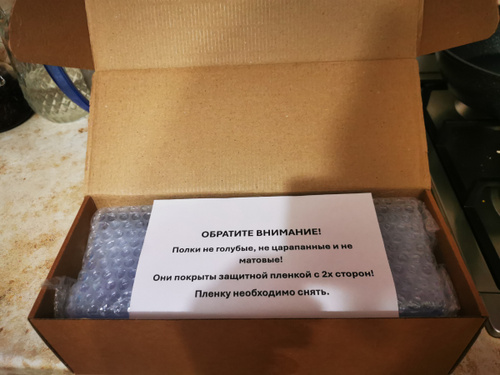 ОБРАТИТЕ ВНИМАНИЕ!
Полки не голубые, не царапанные и не
матовые!
Они покрыты защитной пленкой с 2х сторон!
Пленку необходимо снять.